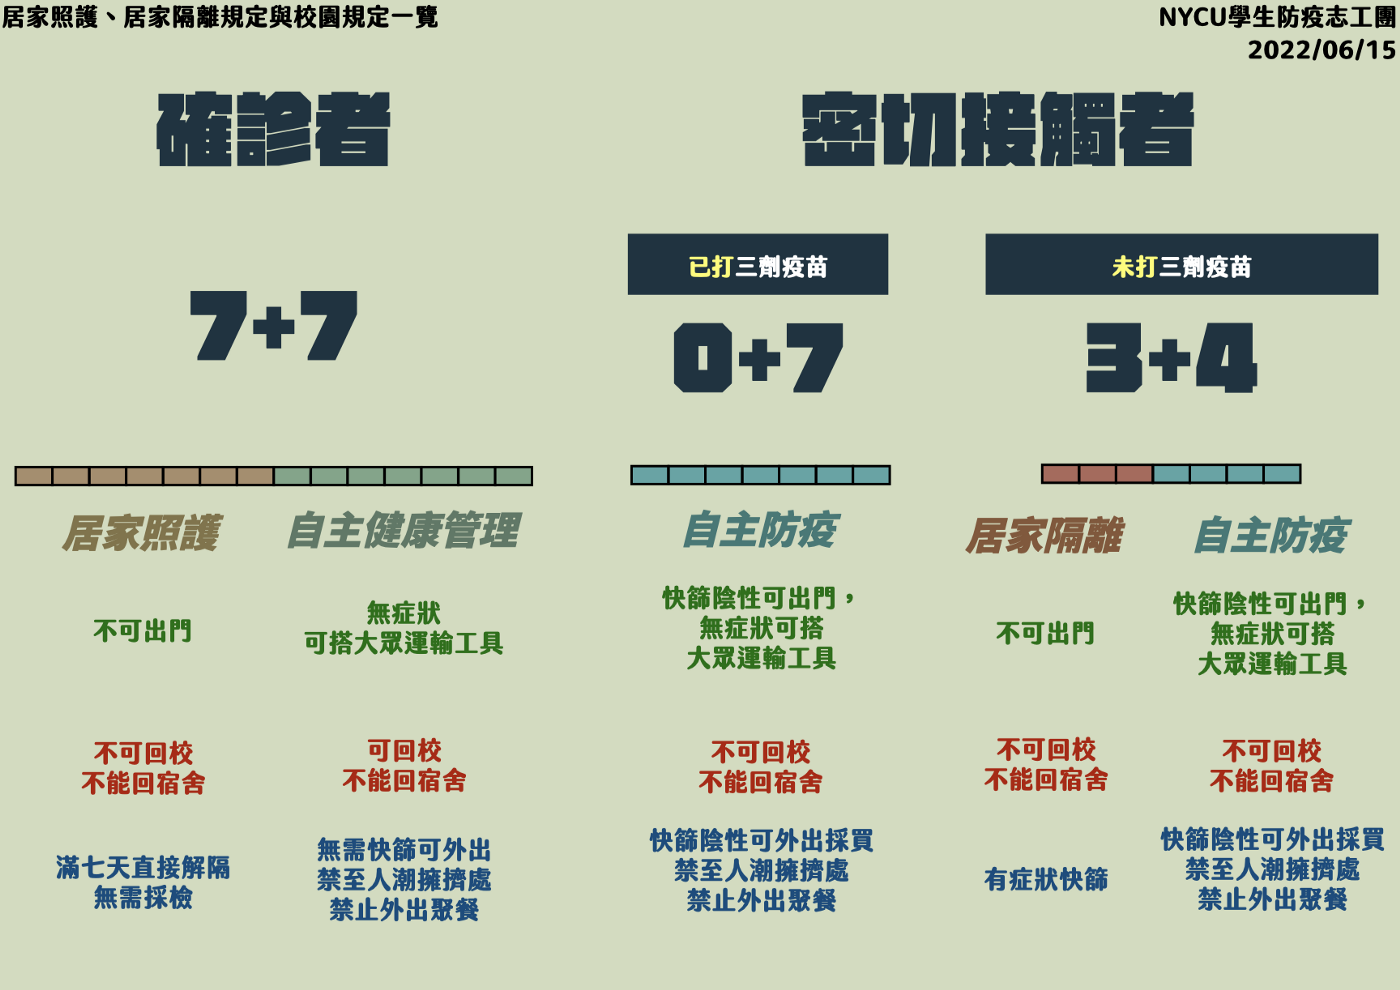 居家照護、居家隔離規定與校園規定一覽
NYCU學生防疫志工團
2022/06/15
確診者
7+7
居家照護
不可出門
不可回校
不能回宿舍
滿七天直接解隔
無需採檢
自主健康管理
無症狀
可搭大眾運輸工具
可回校
不能回宿舍
無需快篩可外出
禁至人潮擁擠處
禁止外出聚餐
密切接觸者
已打三劑疫苗
0+7
自主防疫
快篩陰性可出門，
無症狀可搭
大眾運輸工具
不可回校
不能回宿舍
快篩陰性可外出採買
禁至人潮擁擠處
禁止外出聚餐
未打三劑疫苗
3+4
居家隔離
不可出門
不可回校
不能回宿舍
有症狀快篩
自主防疫
快篩陰性可出門，
無症狀可搭
大眾運輸工具
不可回校
不能回宿舍
快篩陰性可外出採買
禁至人潮擁擠處
禁止外出聚餐